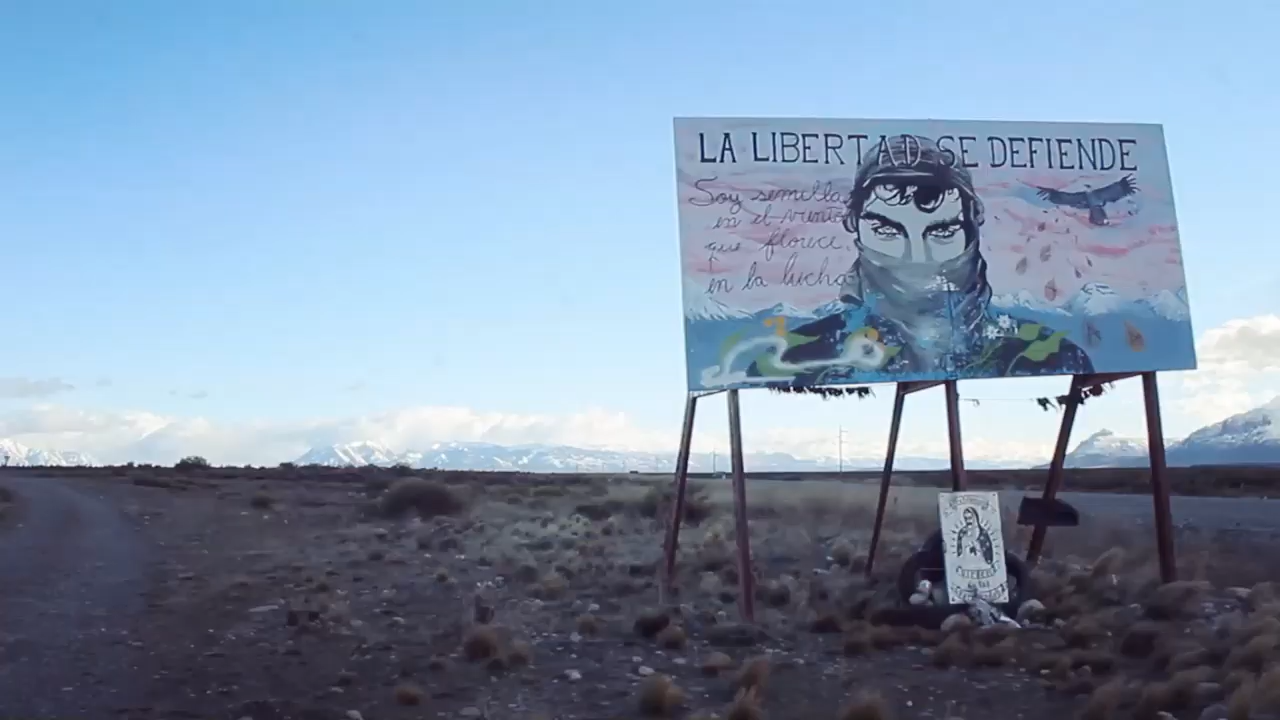 LA LIBERTAD SE DEFIENDE
Soy semilla
en el viento
que florece
en la lucha